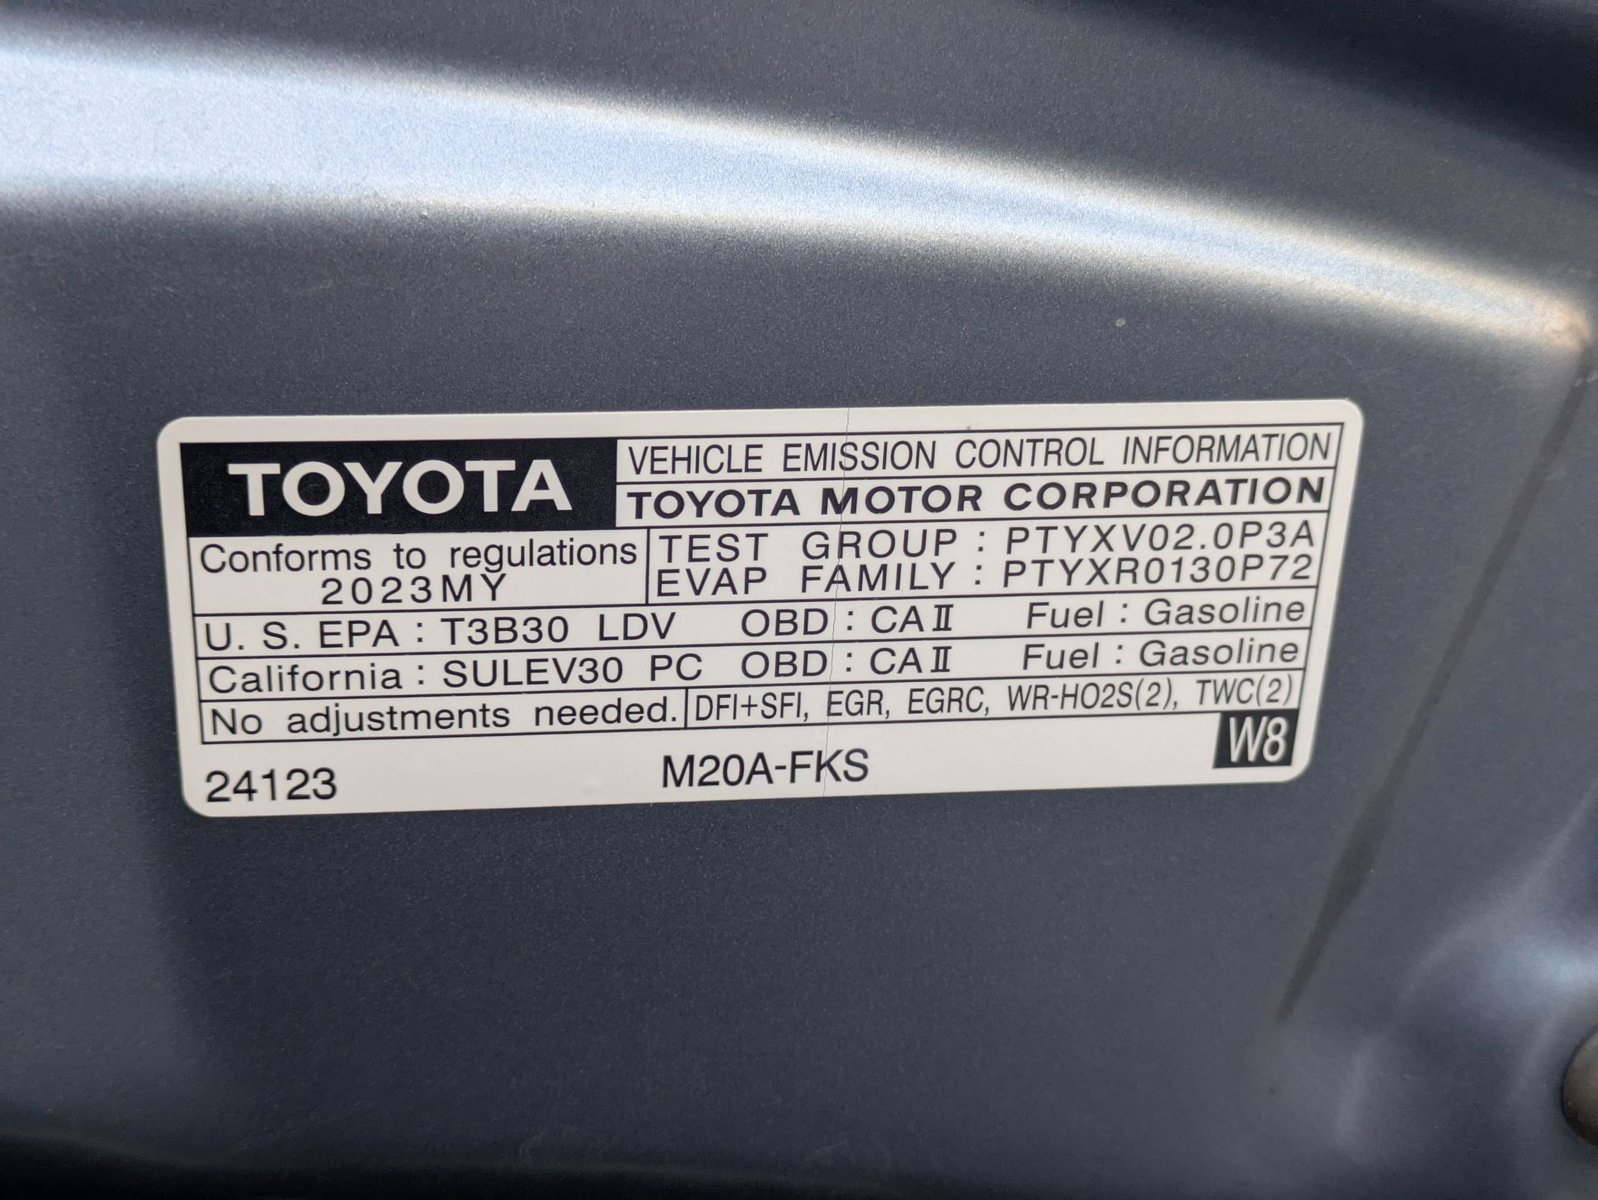 TOYOTA
VEHICLE EMISSION CONTROL INFORMATION
TOYOTA MOTOR CORPORATION
Conforms to regulations
2023MY
TEST GROUP : PTYXV02.0P3A
EVAP FAMILY : PTYXR0130P72
U. S. EPA : T3B30 LDV OBD : CAⅡ Fuel : Gasoline
California : SULEV30 PC OBD : CAⅡ Fuel : Gasoline
No adjustments needed. DFI+SFI, EGR, EGRC, WR-HO2S(2), TWC(2)
24123 M20A-FKS W8